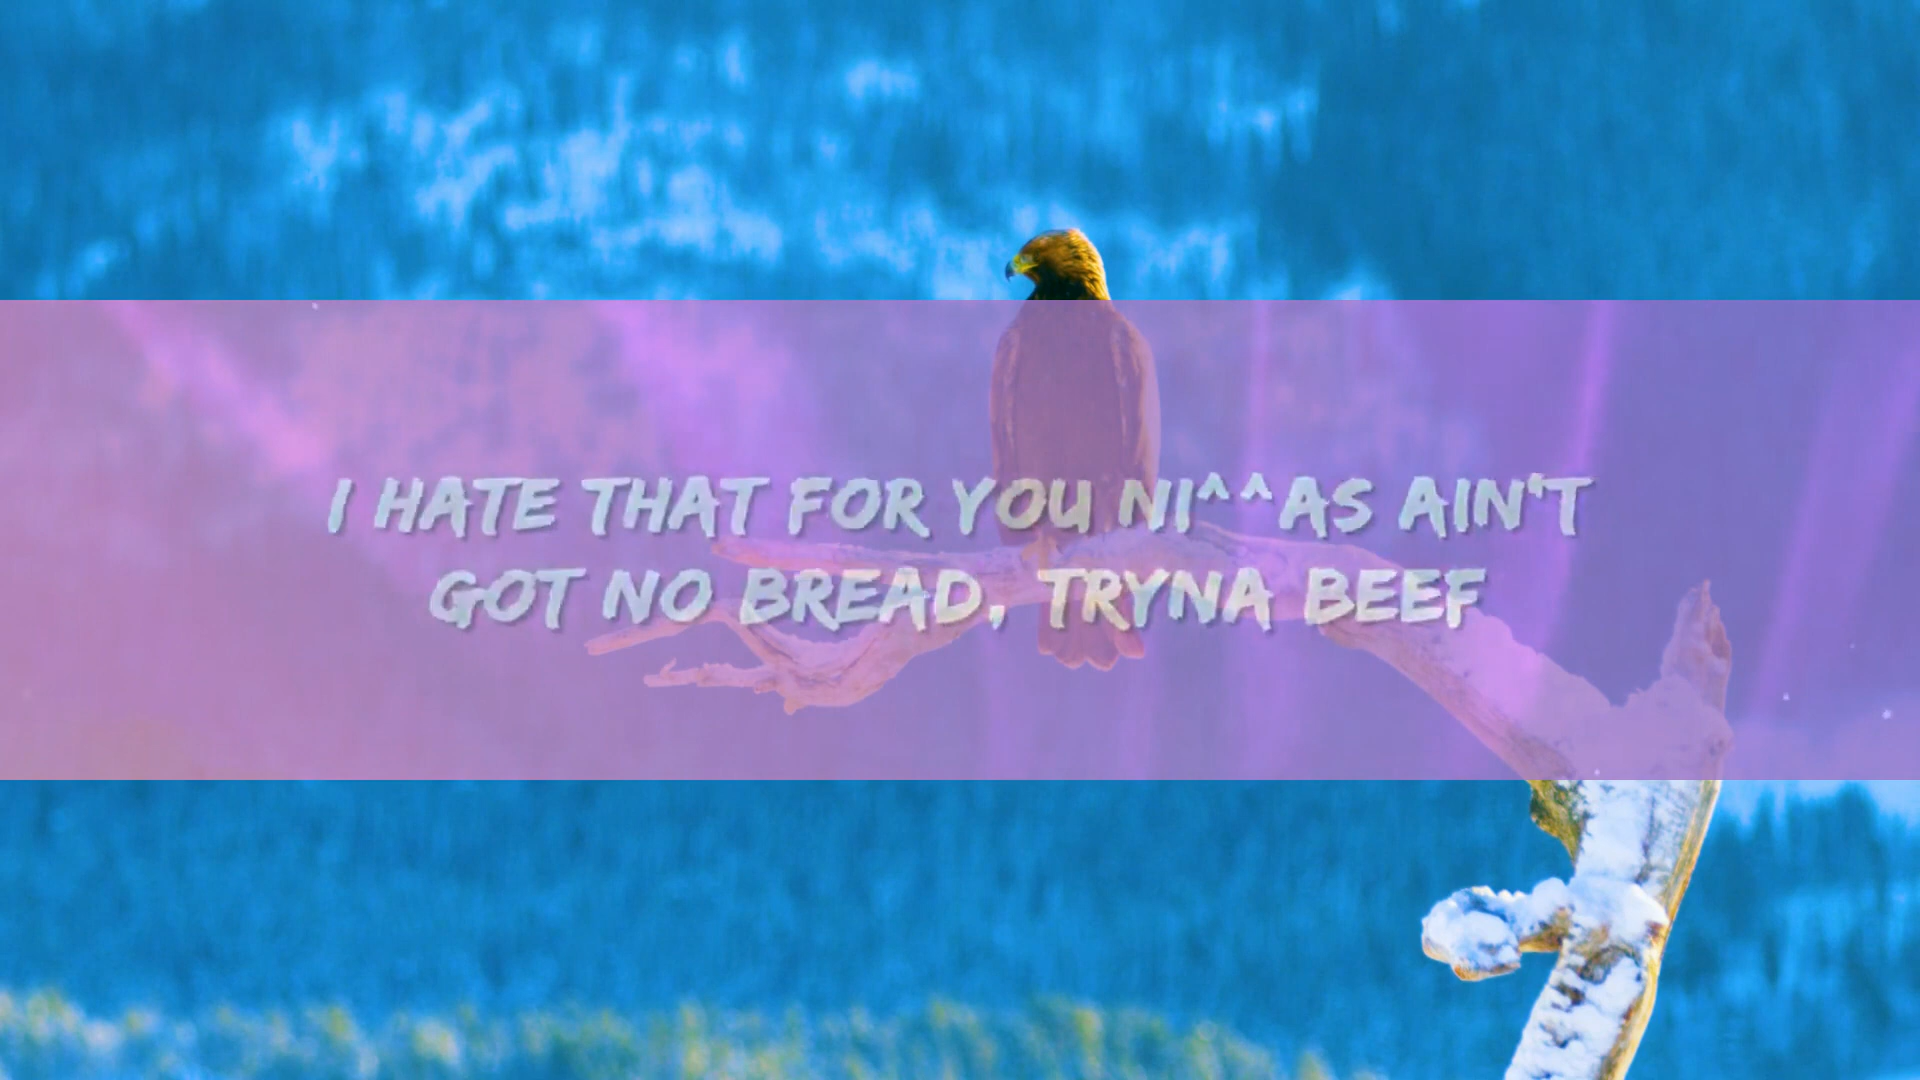 I HATE THAT FOR YOU NI^^AS AIN'T
GOT NO BREAD, TRYNA BEEF